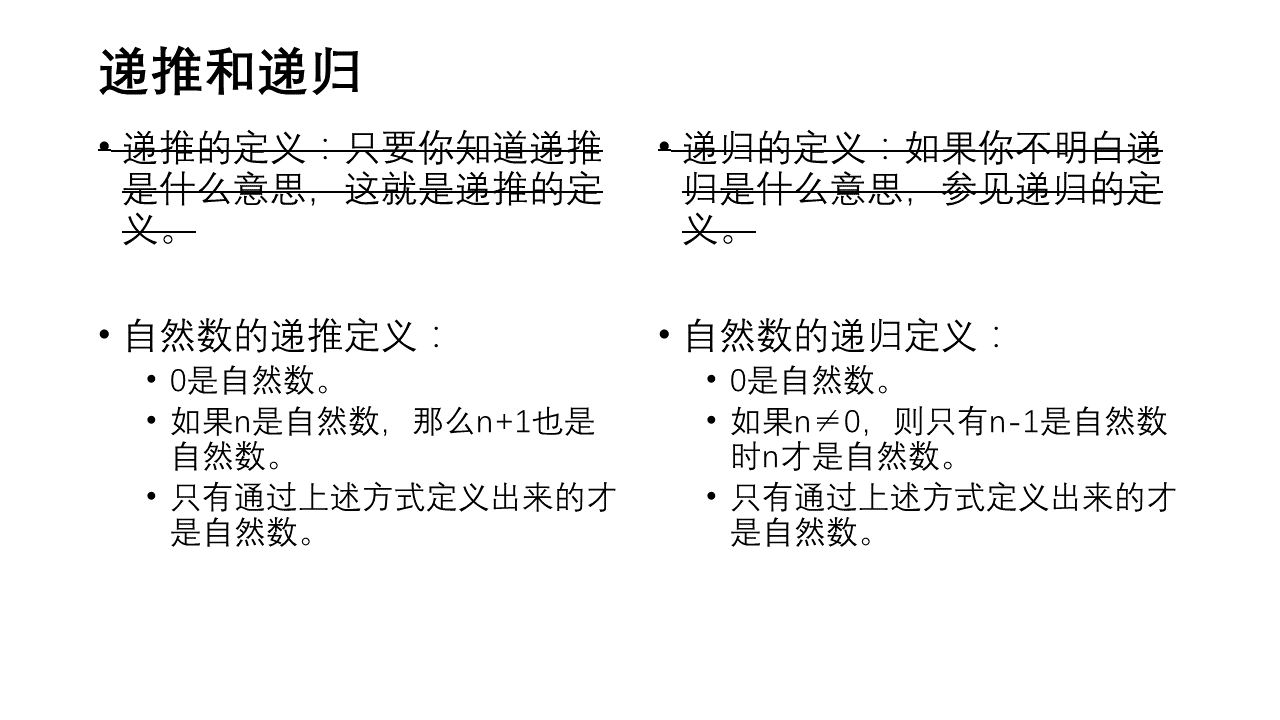 递推和递归
• 递推的定义：只要你知道递推
是什么意思，这就是递推的定
义。
• 自然数的递推定义：
• 0是自然数。
• 如果n是自然数，那么n+1也是
自然数。
• 只有通过上述方式定义出来的才
是自然数。
• 递归的定义：如果你不明白递
归是什么意思，参见递归的定
义。
• 自然数的递归定义：
• 0是自然数。
• 如果n≠0，则只有n-1是自然数
时n才是自然数。
• 只有通过上述方式定义出来的才
是自然数。